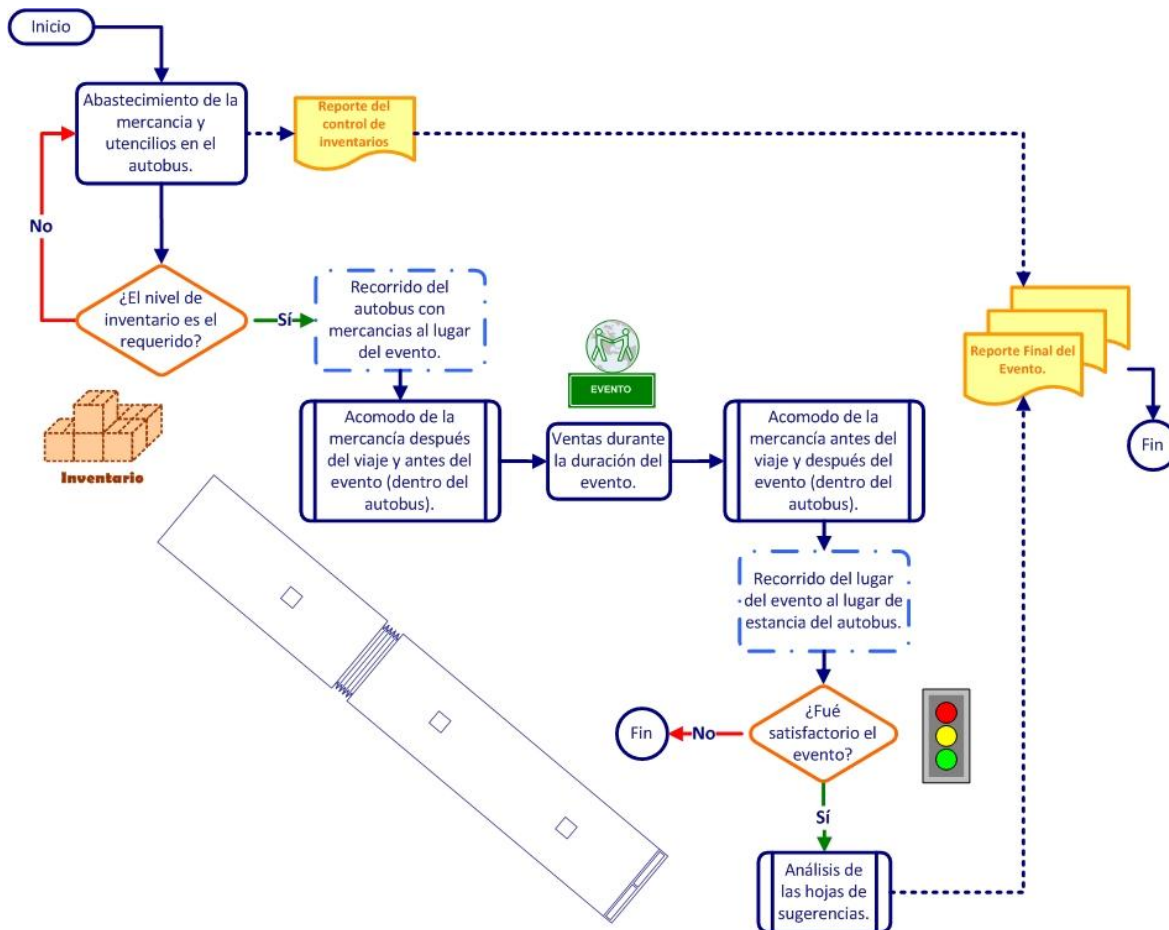 Inicio
Abastecimiento de la
mercancia y
utencilios en el
autobus.
Reporte del
control de
inventarios
No
¿El nivel de
inventario es el
requerido?
Sí
Recorrido del
autobus con
mercancias al lugar
del evento.
EVENTO
Reporte Final del
Evento.
Fin
Inventario
Acomodo de la
mercancía después
del viaje y antes del
evento (dentro del
autobus).
Ventas durante
la duración del
evento.
Acomodo de la
mercancía antes del
viaje y después del
evento (dentro del
autobus).
Recorrido del lugar
del evento al lugar de
estancia del autobus.
¿Fué
satisfactorio el
evento?
No
Fin
Sí
Análisis de
las hojas de
sugerencias.